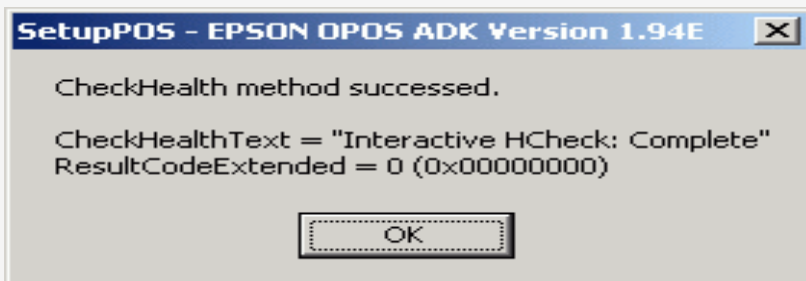 SetupPOS - EPSON OPOS ADK Version 1.94E
CheckHealth method successed.
CheckHealthText = "Interactive HCheck: Complete"
ResultCodeExtended = 0 (0x00000000)
OK